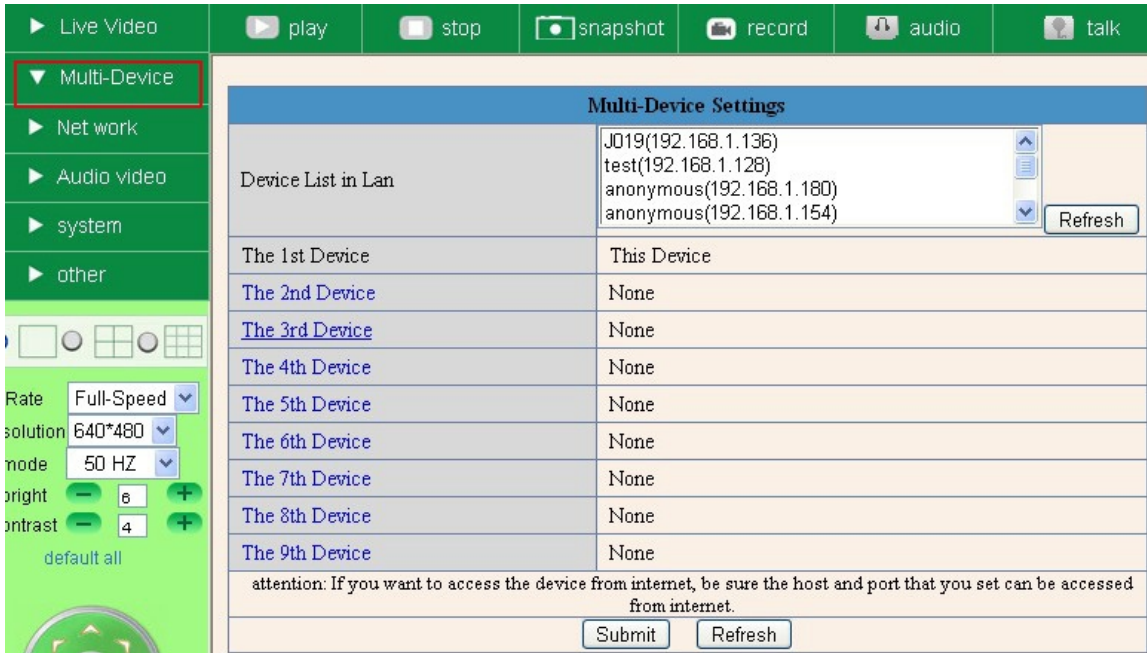 Live Video
play
stop
snapshot
record
audio
talk
Multi-Device
Net work
Audio video
system
other
Rate Full-Speed
solution 640*480
mode 50 HZ
bright 6
ontrast 4
default all
Multi-Device Settings
Device List in Lan
J019(192.168.1.136)
test(192.168.1.128)
anonymous(192.168.1.180)
anonymous(192.168.1.154)
Refresh
The 1st Device This Device
The 2nd Device None
The 3rd Device None
The 4th Device None
The 5th Device None
The 6th Device None
The 7th Device None
The 8th Device None
The 9th Device None
attention: If you want to access the device from internet, be sure the host and port that you set can be accessed
from internet.
Submit Refresh